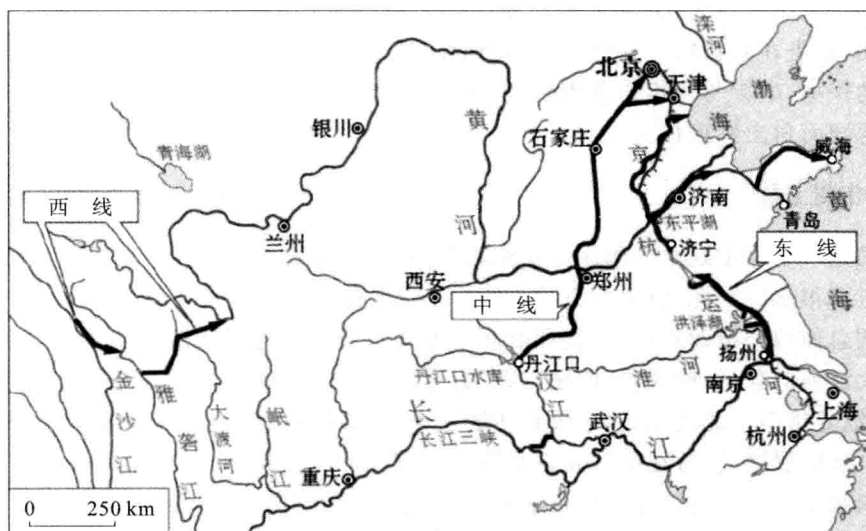 滦河
北京
天津
渤海
银川
黄河
石家庄
京杭运河
威海
青海湖
济南
青岛
黄海
西 线
兰州
东平湖
济宁
东 线
西安
郑州
中 线
洪泽湖
丹江口
扬州
丹江口水库
汉江
淮河
南京
金沙江
雅砻江
大渡河
岷江
长江
长江三峡
武汉
上海
杭州
重庆
0 250 km